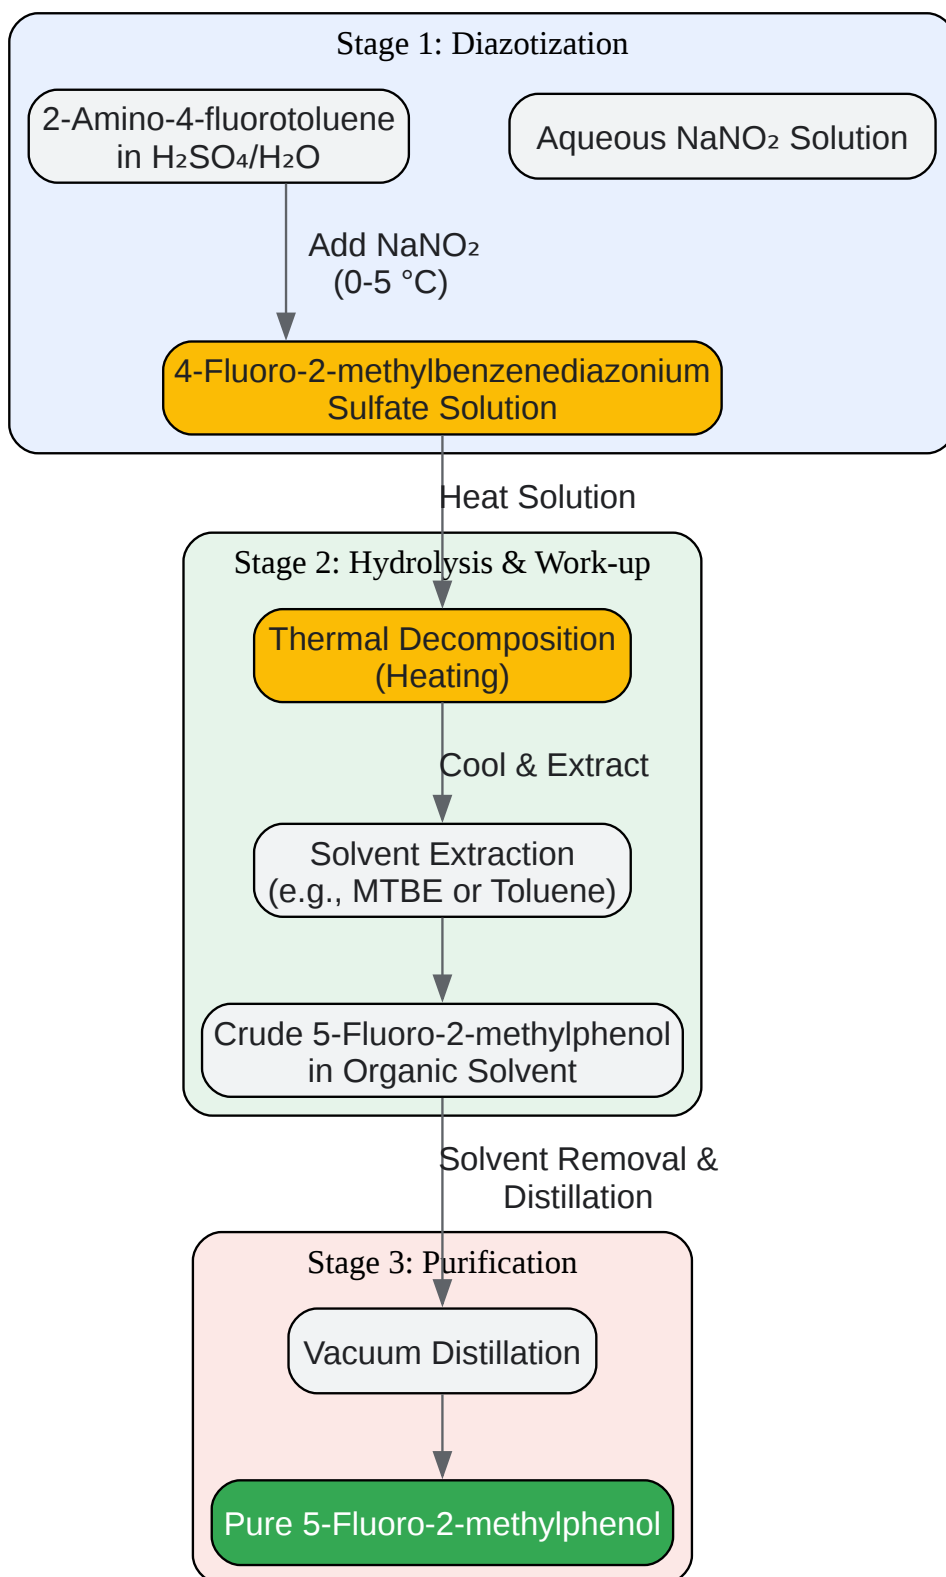 Stage 1: Diazotization
2-Amino-4-fluorotoluene
in H₂SO₄/H₂O
Aqueous NaNO₂ Solution
Add NaNO₂
(0-5 °C)
4-Fluoro-2-methylbenzenediazonium
Sulfate Solution
Heat Solution
Stage 2: Hydrolysis & Work-up
Thermal Decomposition
(Heating)
Cool & Extract
Solvent Extraction
(e.g., MTBE or Toluene)
Crude 5-Fluoro-2-methylphenol
in Organic Solvent
Solvent Removal &
Distillation
Stage 3: Purification
Vacuum Distillation
Pure 5-Fluoro-2-methylphenol